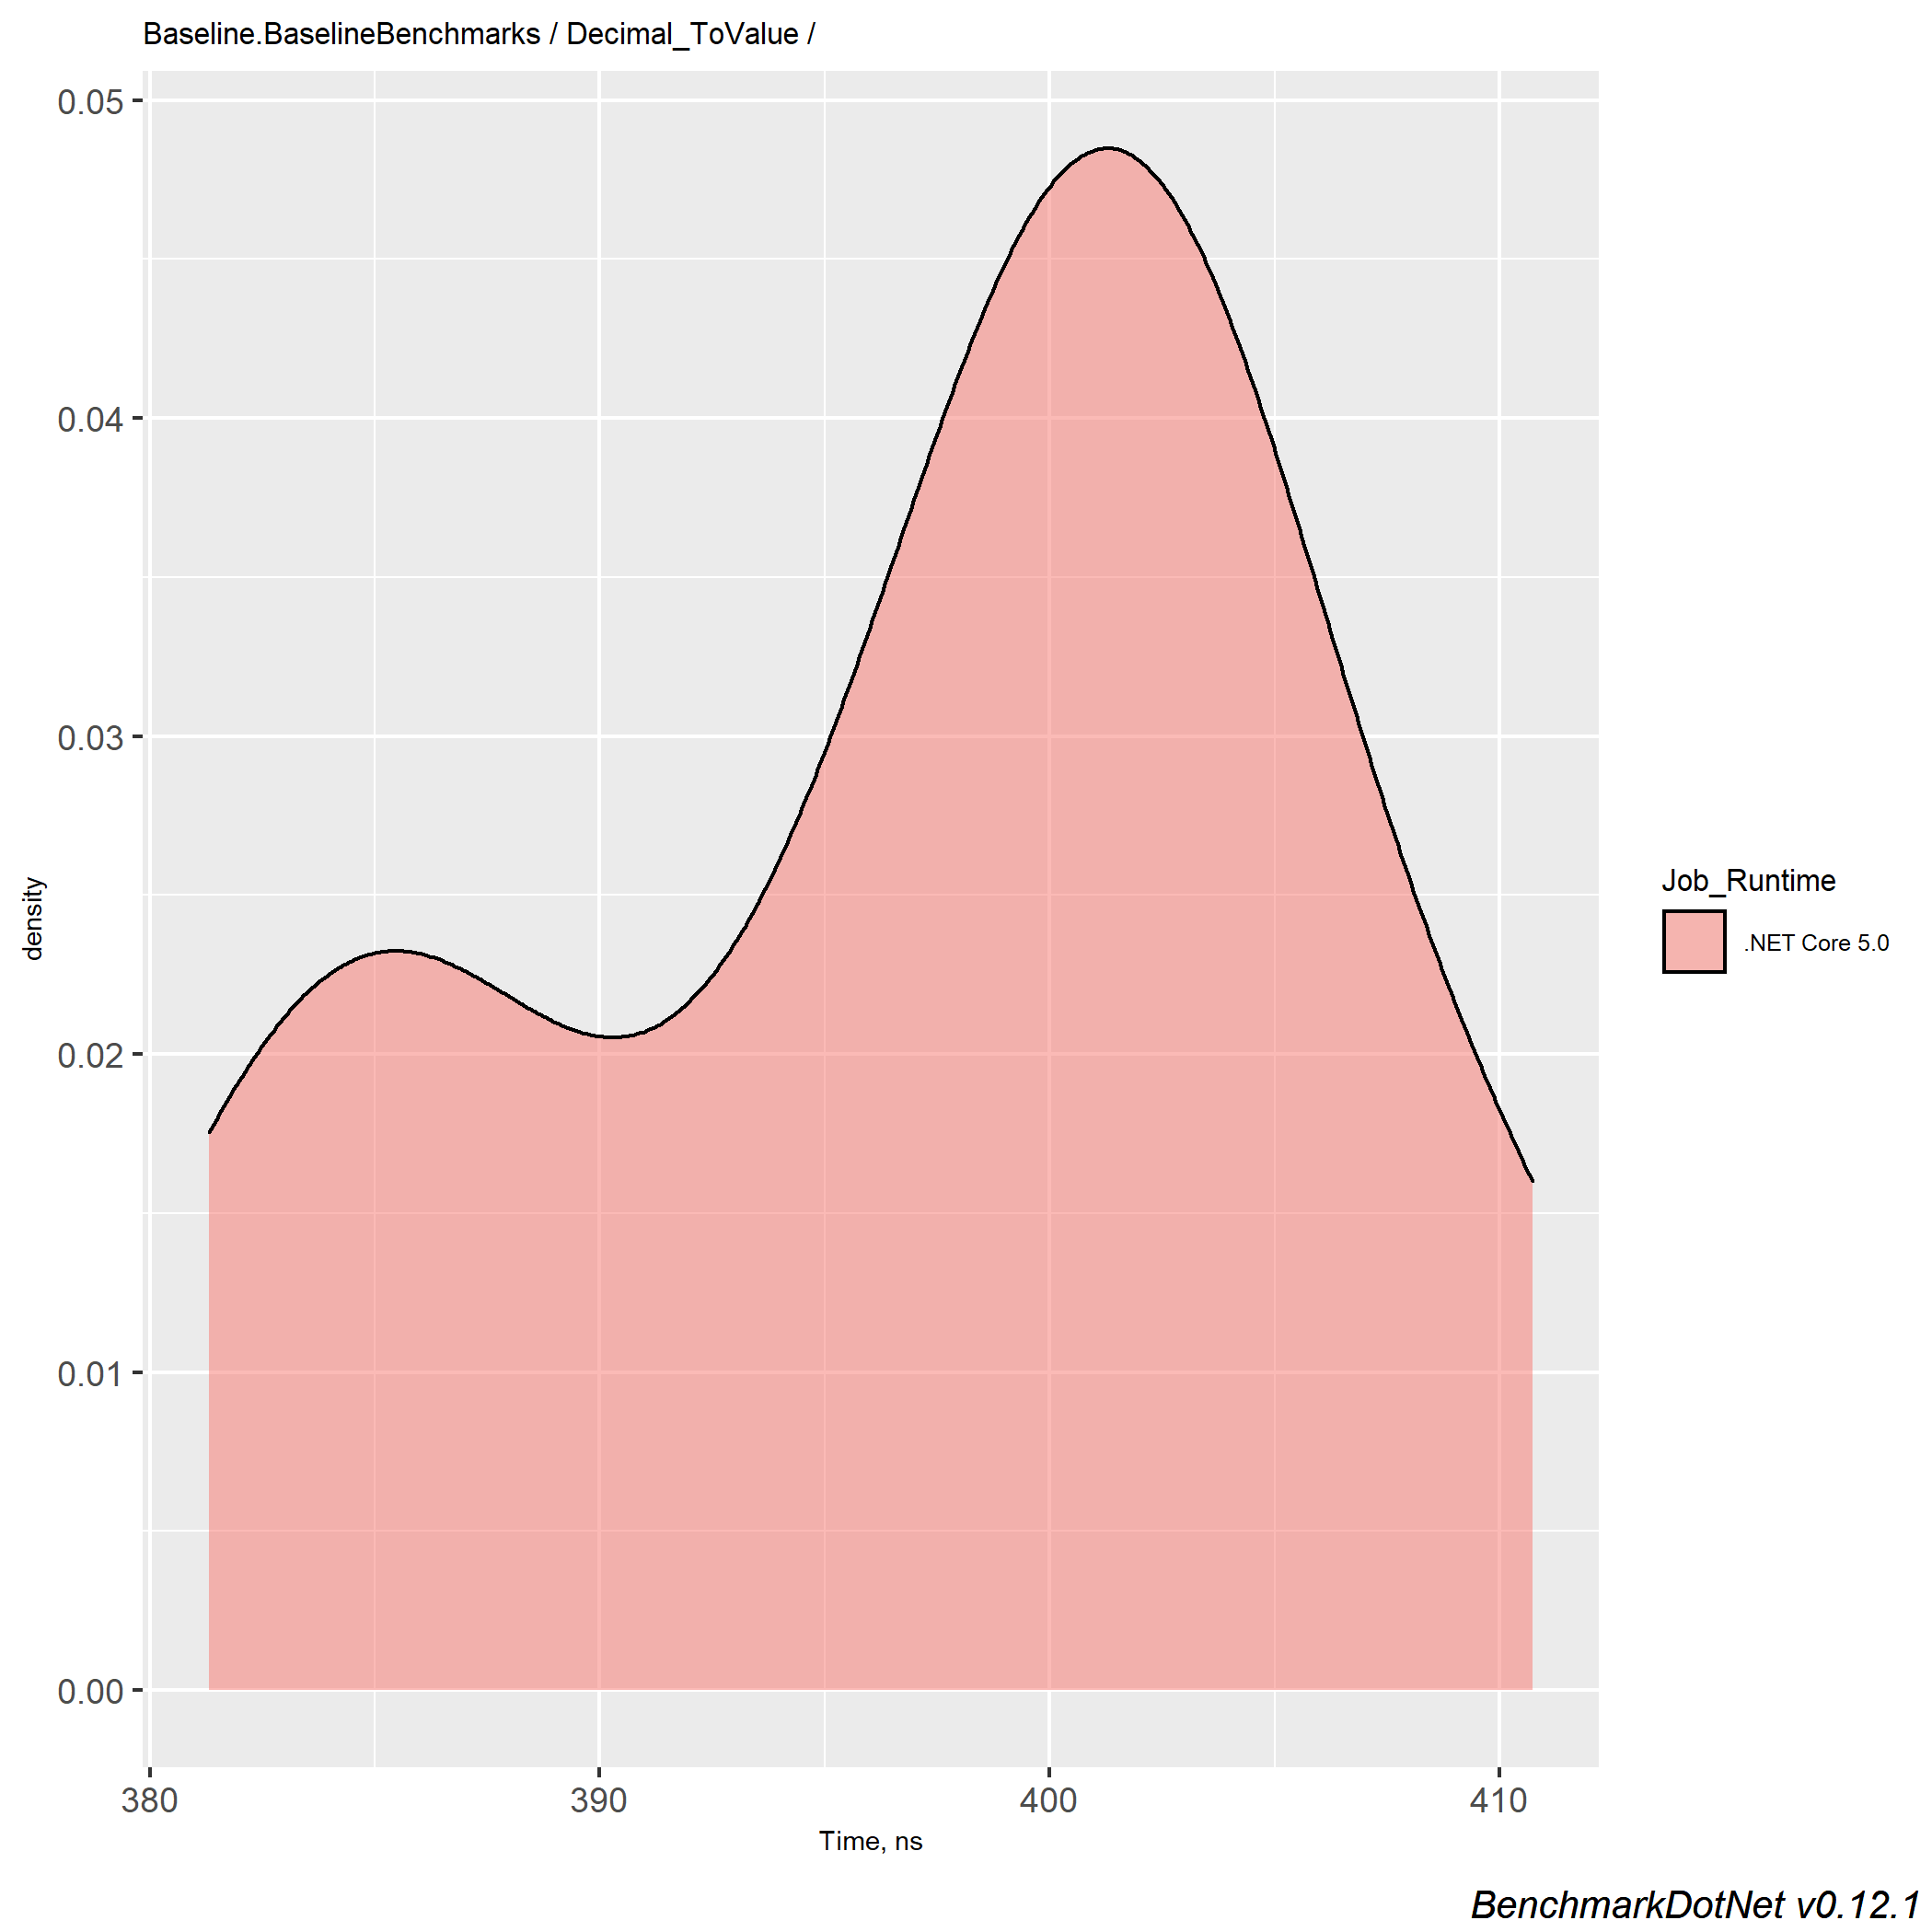 Baseline.BaselineBenchmarks / Decimal_ToValue /
0.05
0.04
0.03
0.02
0.01
0.00
density
380 390 400 410
Time, ns
Job_Runtime
.NET Core 5.0
BenchmarkDotNet v0.12.1